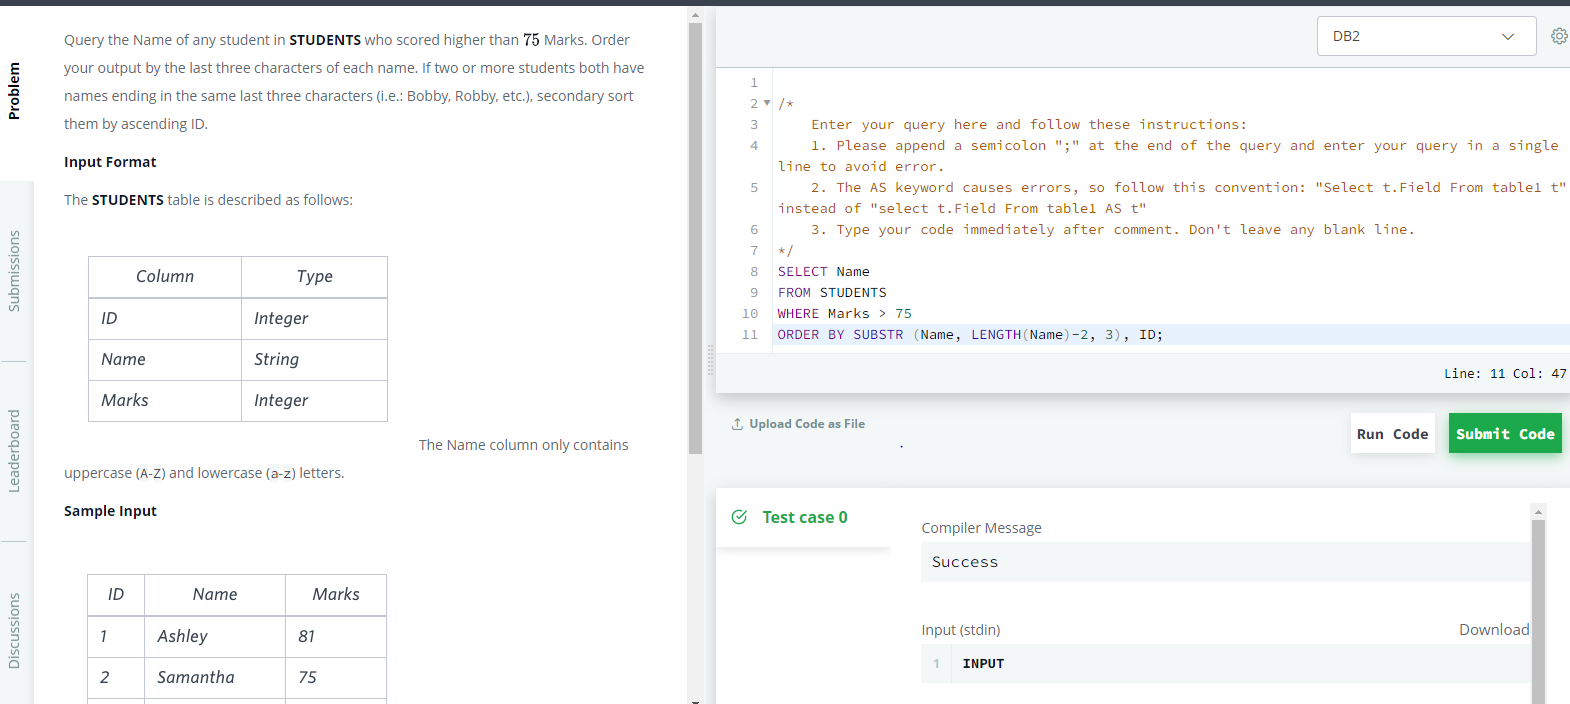 Problem
Submissions
Leaderboard
Discussions
Query the Name of any student in STUDENTS who scored higher than 75 Marks. Order
your output by the last three characters of each name. If two or more students both have
names ending in the same last three characters (i.e.: Bobby, Robby, etc.), secondary sort
them by ascending ID.
Input Format
The STUDENTS table is described as follows:
Column Type
ID Integer
Name String
Marks Integer
The Name column only contains
uppercase (A-Z) and lowercase (a-z) letters.
Sample Input
ID Name Marks
1 Ashley 81
2 Samantha 75
DB2
1
2 /*
3 Enter your query here and follow these instructions:
4 1. Please append a semicolon ";" at the end of the query and enter your query in a single
line to avoid error.
5 2. The AS keyword causes errors, so follow this convention: "Select t.Field From table1 t"
instead of "select t.Field From table1 AS t"
6 3. Type your code immediately after comment. Don't leave any blank line.
7 */
8 SELECT Name
9 FROM STUDENTS
10 WHERE Marks > 75
11 ORDER BY SUBSTR (Name, LENGTH(Name)-2, 3), ID;
Line: 11 Col: 47
Upload Code as File
Run Code
Submit Code
Test case 0
Compiler Message
Success
Input (stdin)
Download
1 INPUT